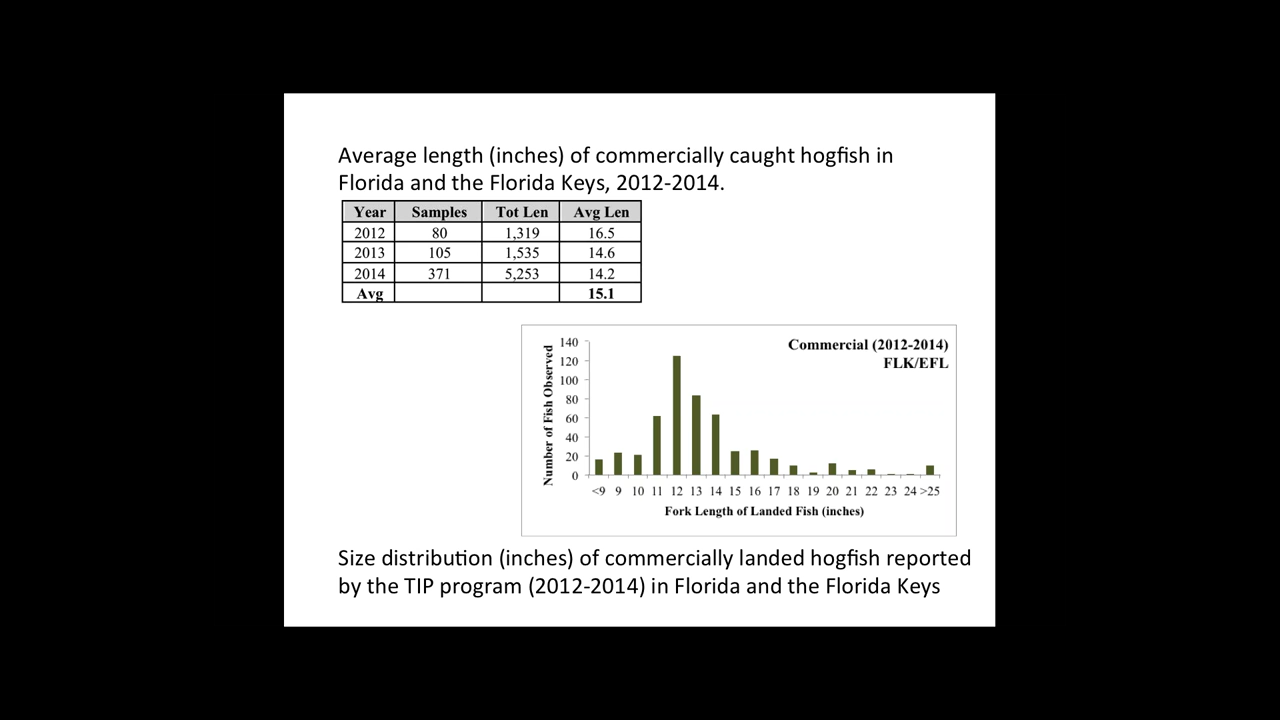 Average length (inches) of commercially caught hogfish in
Florida and the Florida Keys, 2012-2014.
Year Samples Tot Len Avg Len
2012 80 1,319 16.5
2013 105 1,535 14.6
2014 371 5,253 14.2
Avg 15.1
Commercial (2012-2014)
FLK/EFL
Number of Fish Observed
140
120
100
80
60
40
20
0
<9 9 10 11 12 13 14 15 16 17 18 19 20 21 22 23 24 >25
Fork Length of Landed Fish (inches)
Size distribution (inches) of commercially landed hogfish reported
by the TIP program (2012-2014) in Florida and the Florida Keys